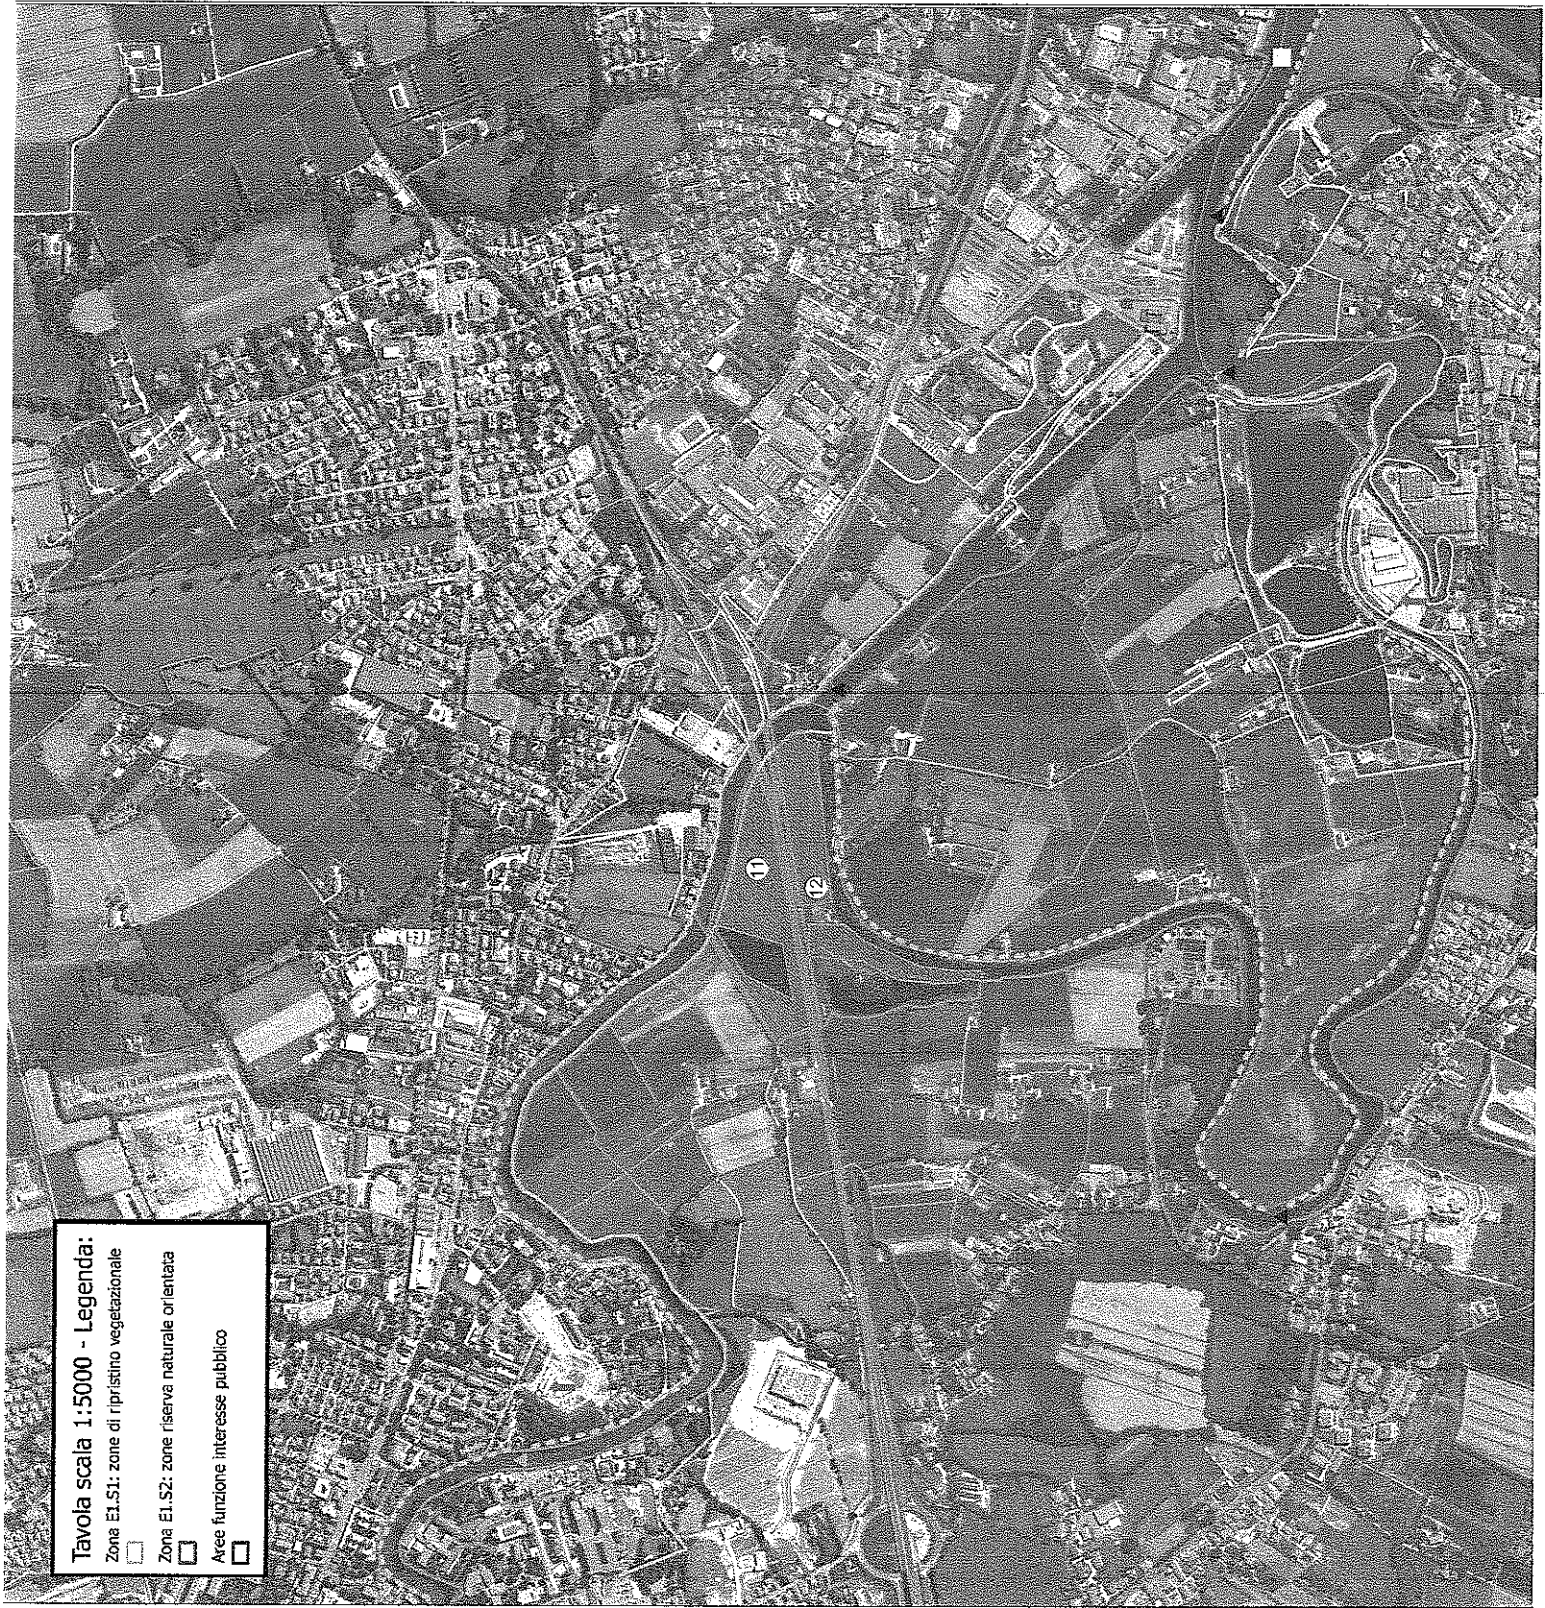 Tavola scala 1:5000 - Legenda:
Zona E1.S1: zone di ripristino vegetazionale
Zona E1.S2: zone riserva naturale orientata
Aree funzione interesse pubblico
11
12